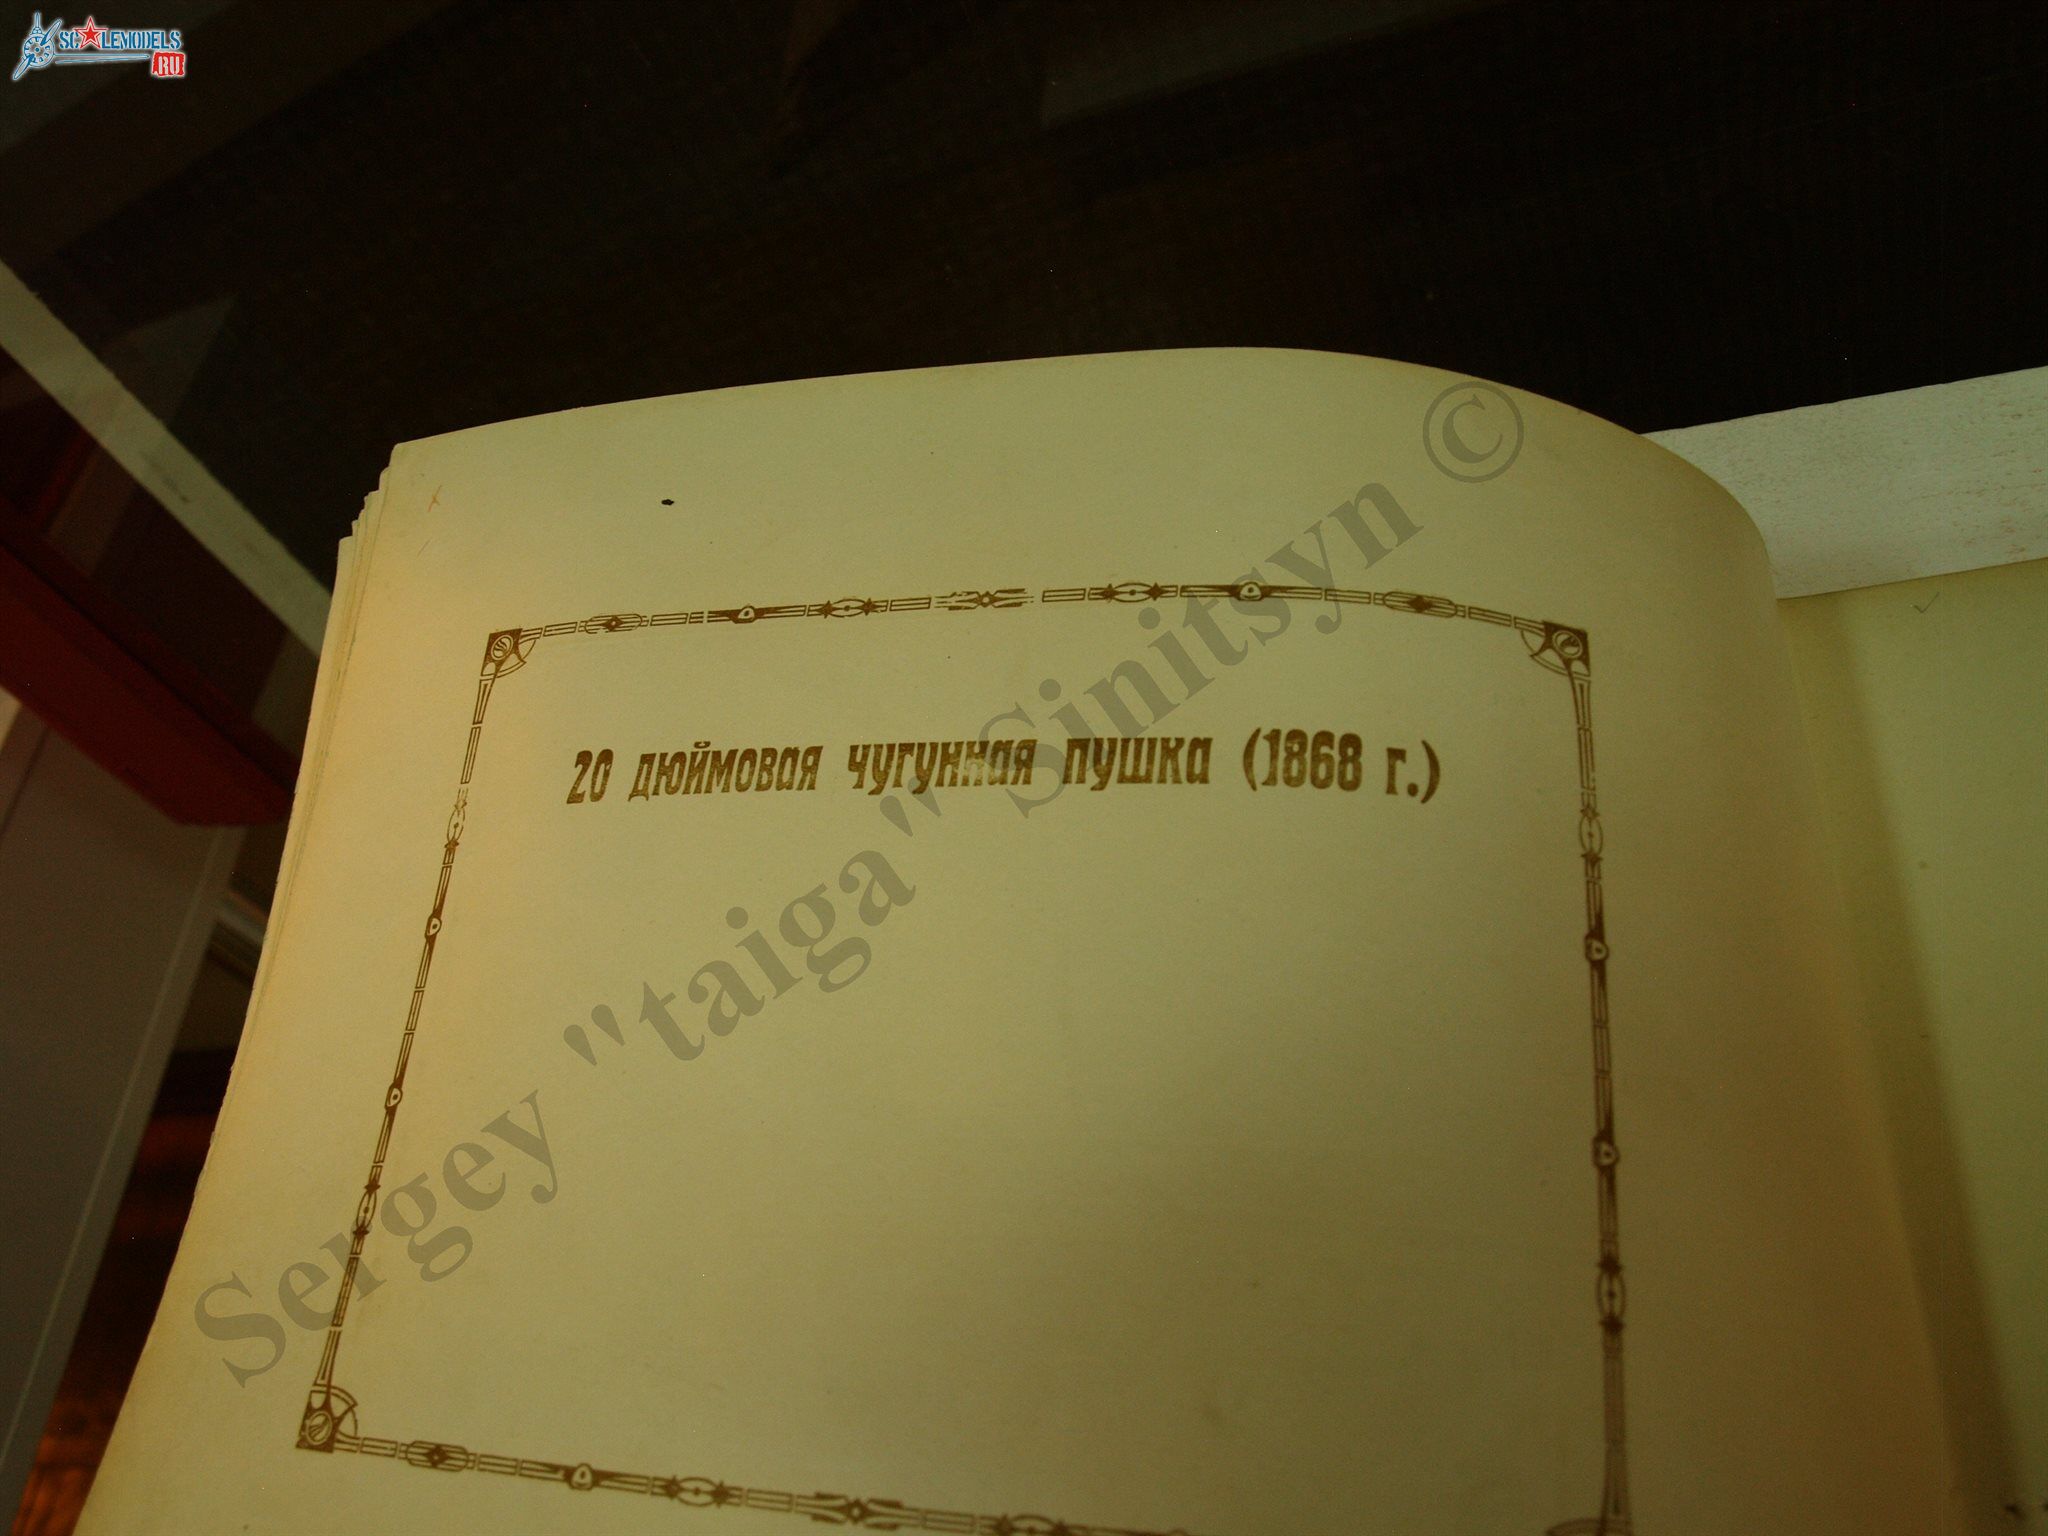 SCALEMODELS
.RU
20 дюймовая чугунная пушка (1868 г.)
Sergey "taiga" Sinitsyn ©